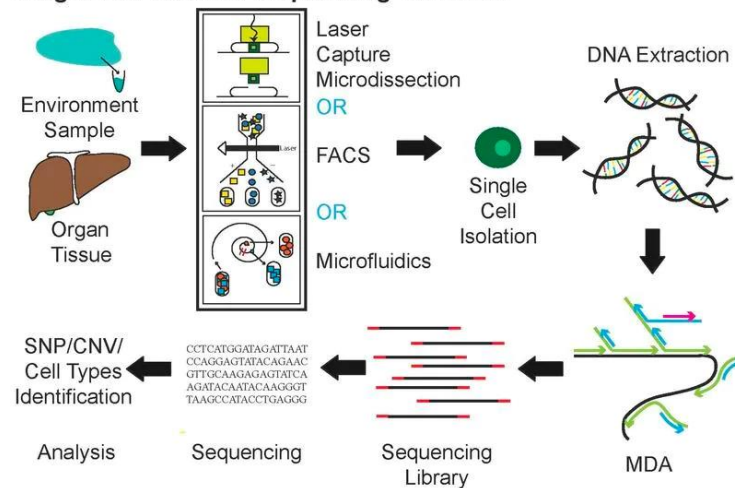 Environment
Sample
Organ
Tissue
Laser
Capture
Microdissection
OR
FACS
OR
Microfluidics
Laser
+
–
Single
Cell
Isolation
DNA Extraction
MDA
Sequencing
Library
CCTCATGGATAGATTAAT
CCAGGAGTATACAGAAC
GTTGCAAGAGAGTATCA
AGATACAATACAAGGGT
TAAGCCATACCTGAGGG
Sequencing
SNP/CNV/
Cell Types
Identification
Analysis